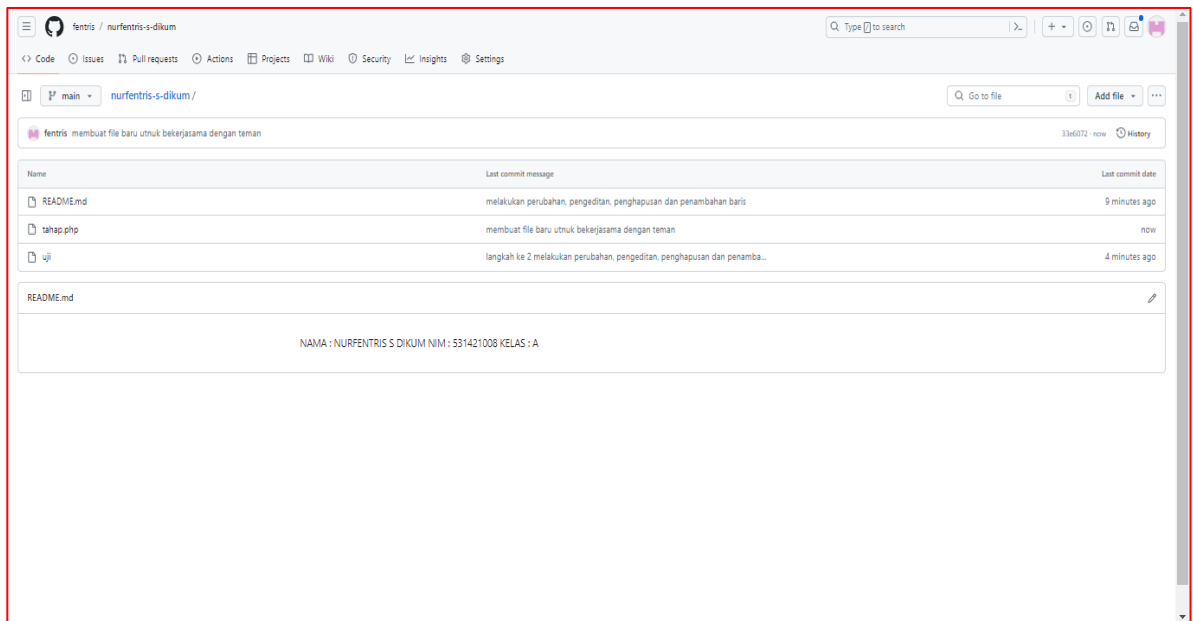 fentris / nurfentris-s-dikum
Type / to search
Code Issues Pull requests Actions Projects Wiki Security Insights Settings
main nurfentris-s-dikum /
Go to file t Add file
fentris membuat file baru utnuk bekerjasama dengan teman 33e6072 · now History
Name Last commit message Last commit date
README.md melakukan perubahan, pengeditan, penghapusan dan penambahan baris 9 minutes ago
tahap.php membuat file baru utnuk bekerjasama dengan teman now
uji langkah ke 2 melakukan perubahan, pengeditan, penghapusan dan penamba... 4 minutes ago
README.md
NAMA : NURFENTRIS S DIKUM NIM : 531421008 KELAS : A